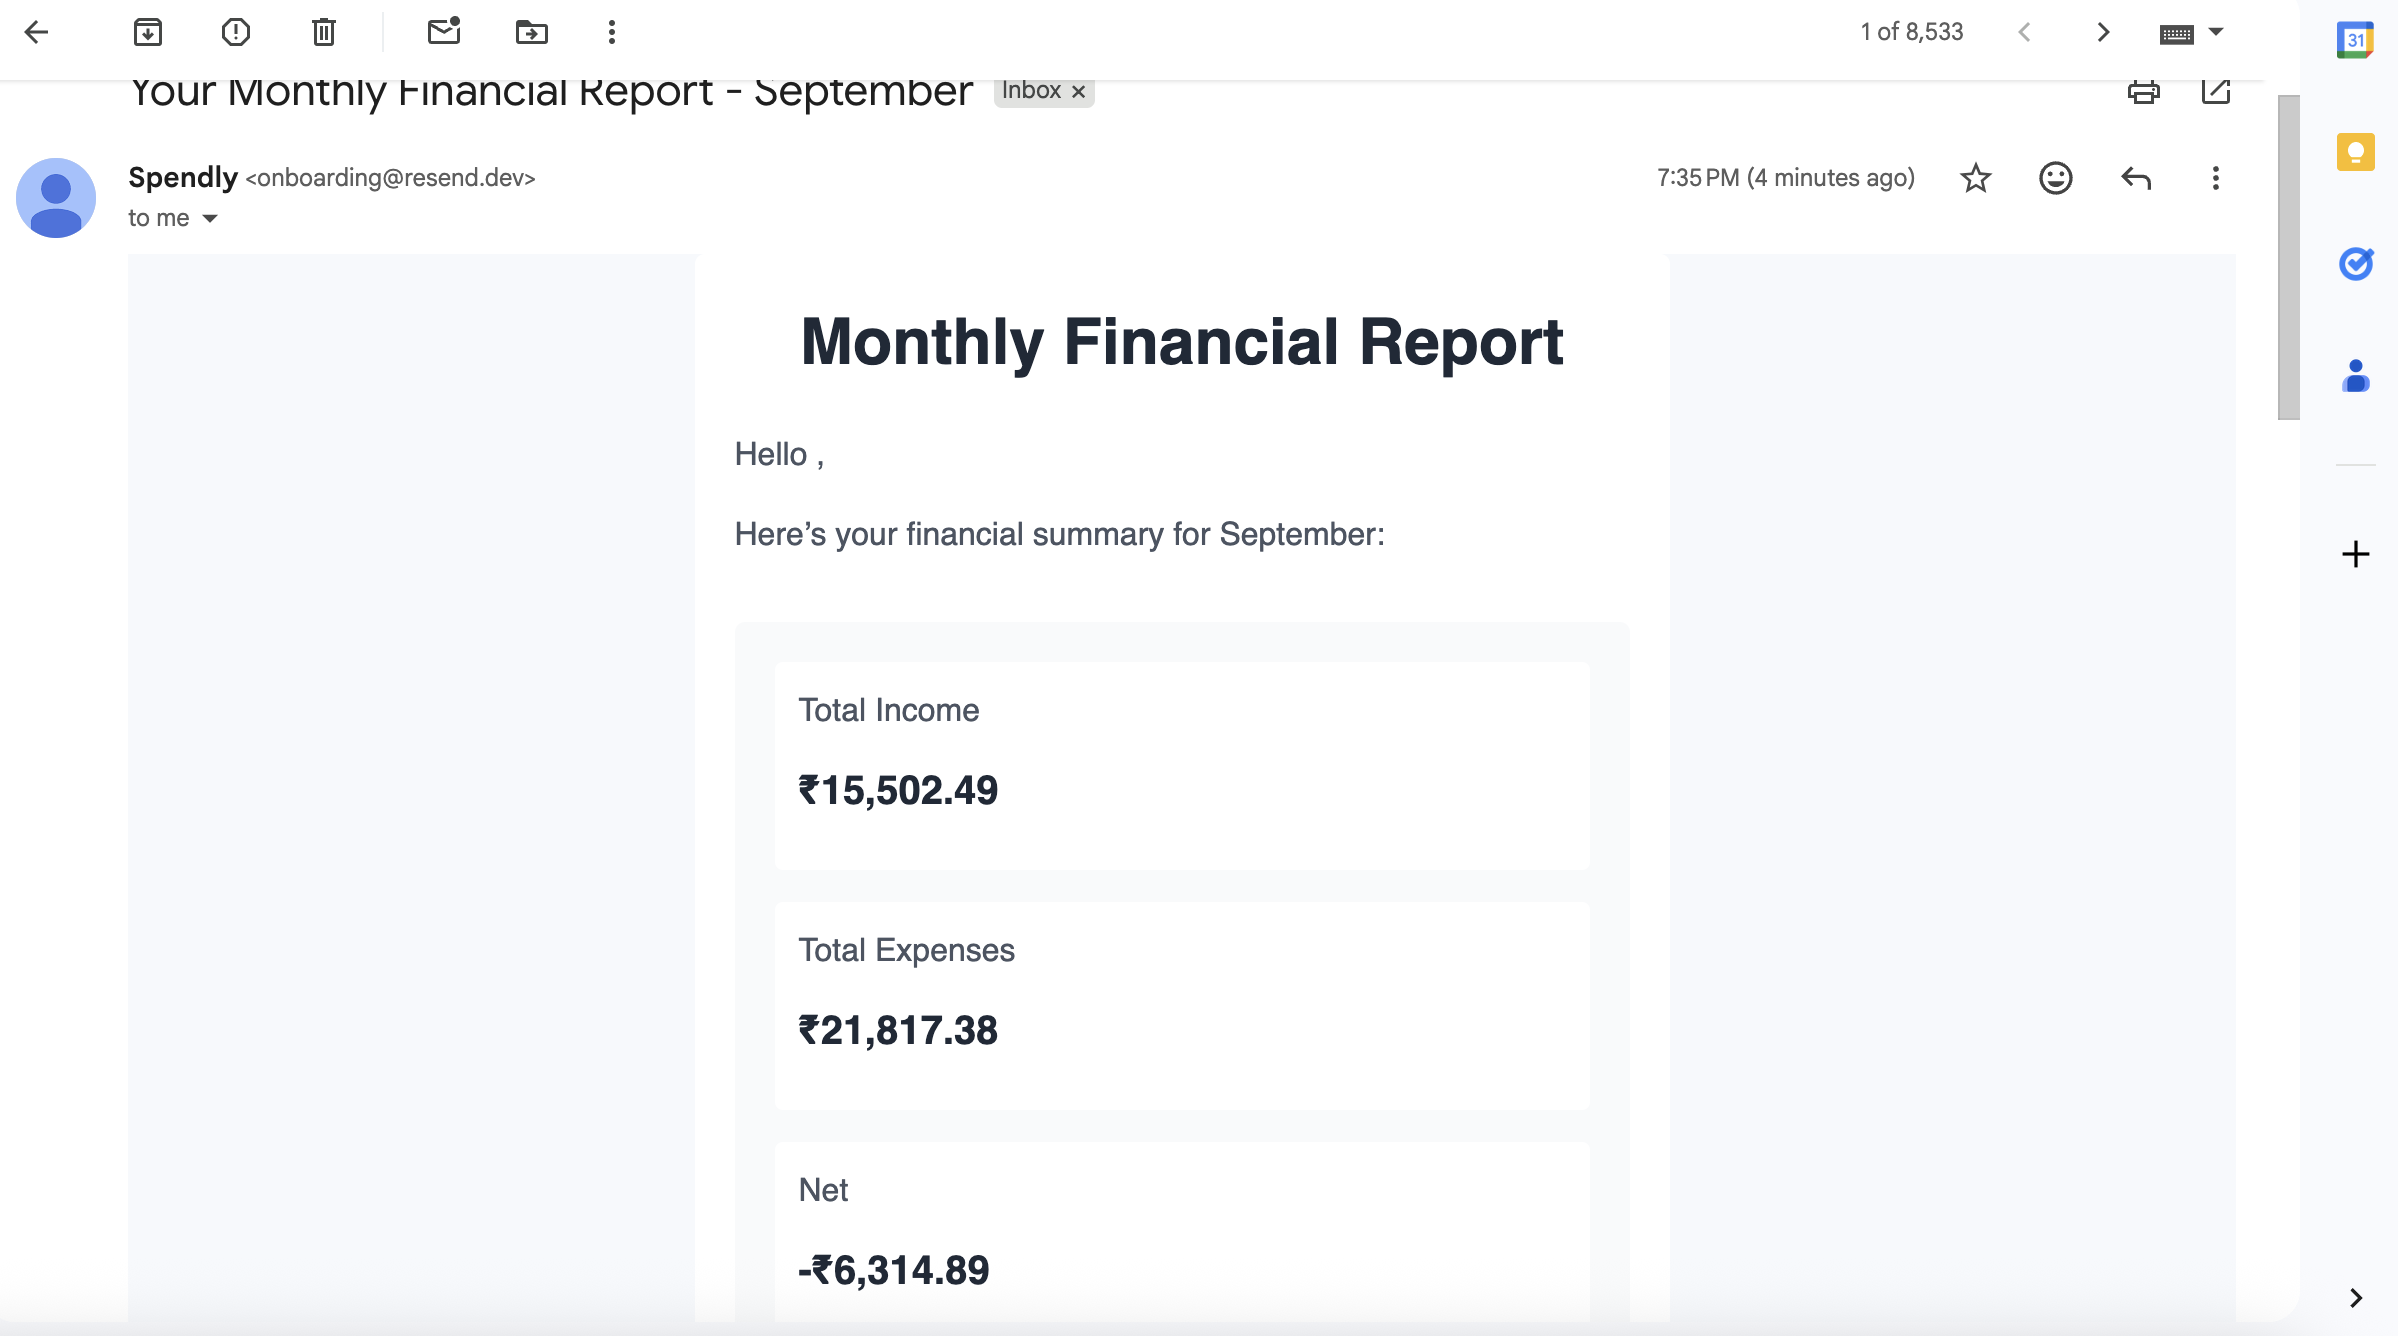 1 of 8,533
31
Your Monthly Financial Report - September Inbox ×
Spendly <onboarding@resend.dev>
7:35 PM (4 minutes ago)
to me
Monthly Financial Report
Hello ,
Here’s your financial summary for September:
Total Income
₹15,502.49
Total Expenses
₹21,817.38
Net
-₹6,314.89